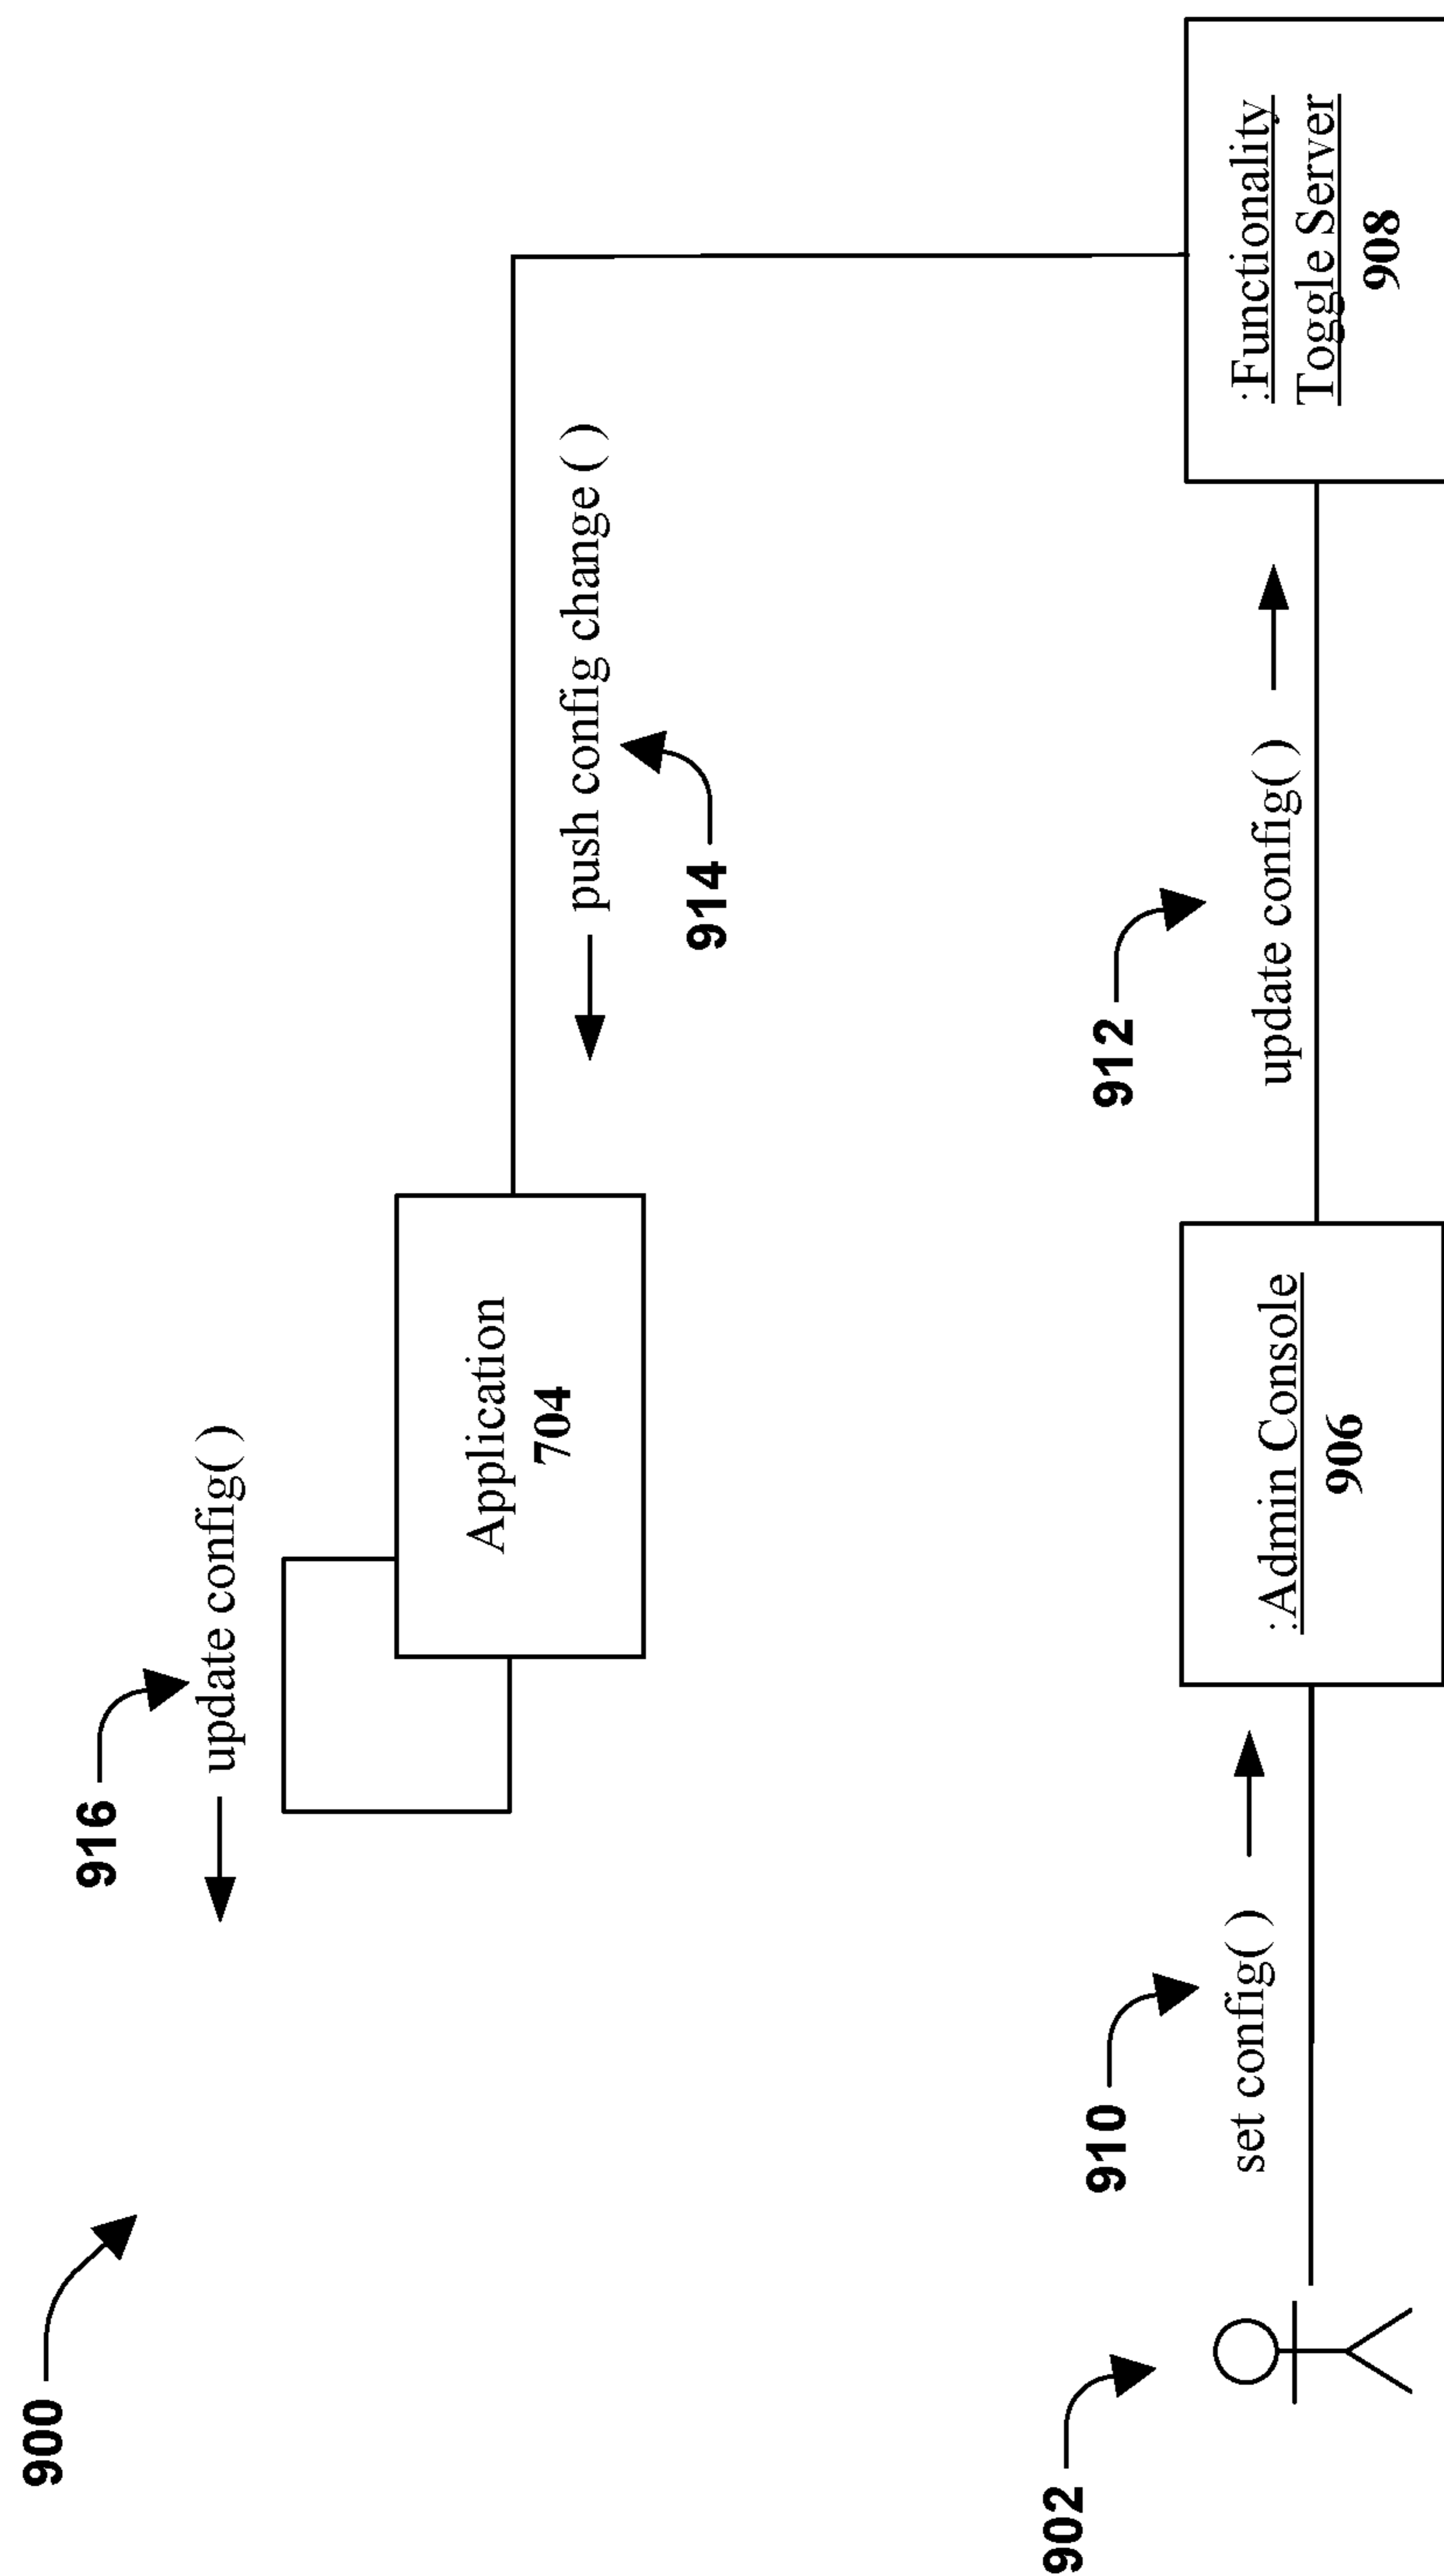 900
916
update config( )
Application
704
push config change ( )
914
902
910
set config( )
:Admin Console
906
912
update config( )
:Functionality
Toggle Server
908